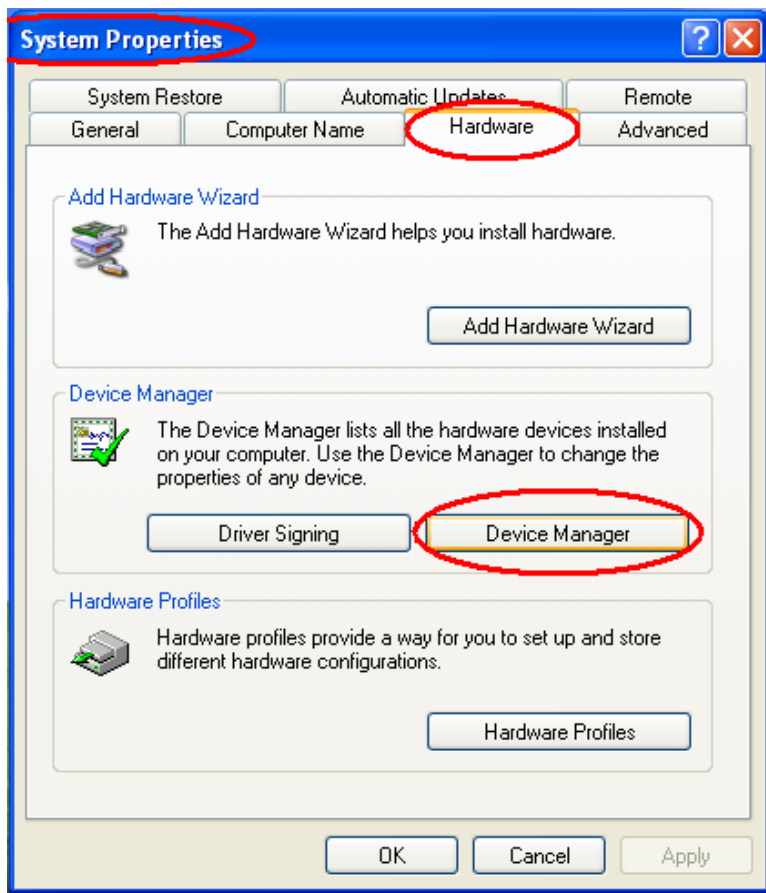 System Properties
System Restore
Automatic Updates
Remote
General
Computer Name
Hardware
Advanced
Add Hardware Wizard
The Add Hardware Wizard helps you install hardware.
Add Hardware Wizard
Device Manager
The Device Manager lists all the hardware devices installed
on your computer. Use the Device Manager to change the
properties of any device.
Driver Signing
Device Manager
Hardware Profiles
Hardware profiles provide a way for you to set up and store
different hardware configurations.
Hardware Profiles
OK
Cancel
Apply